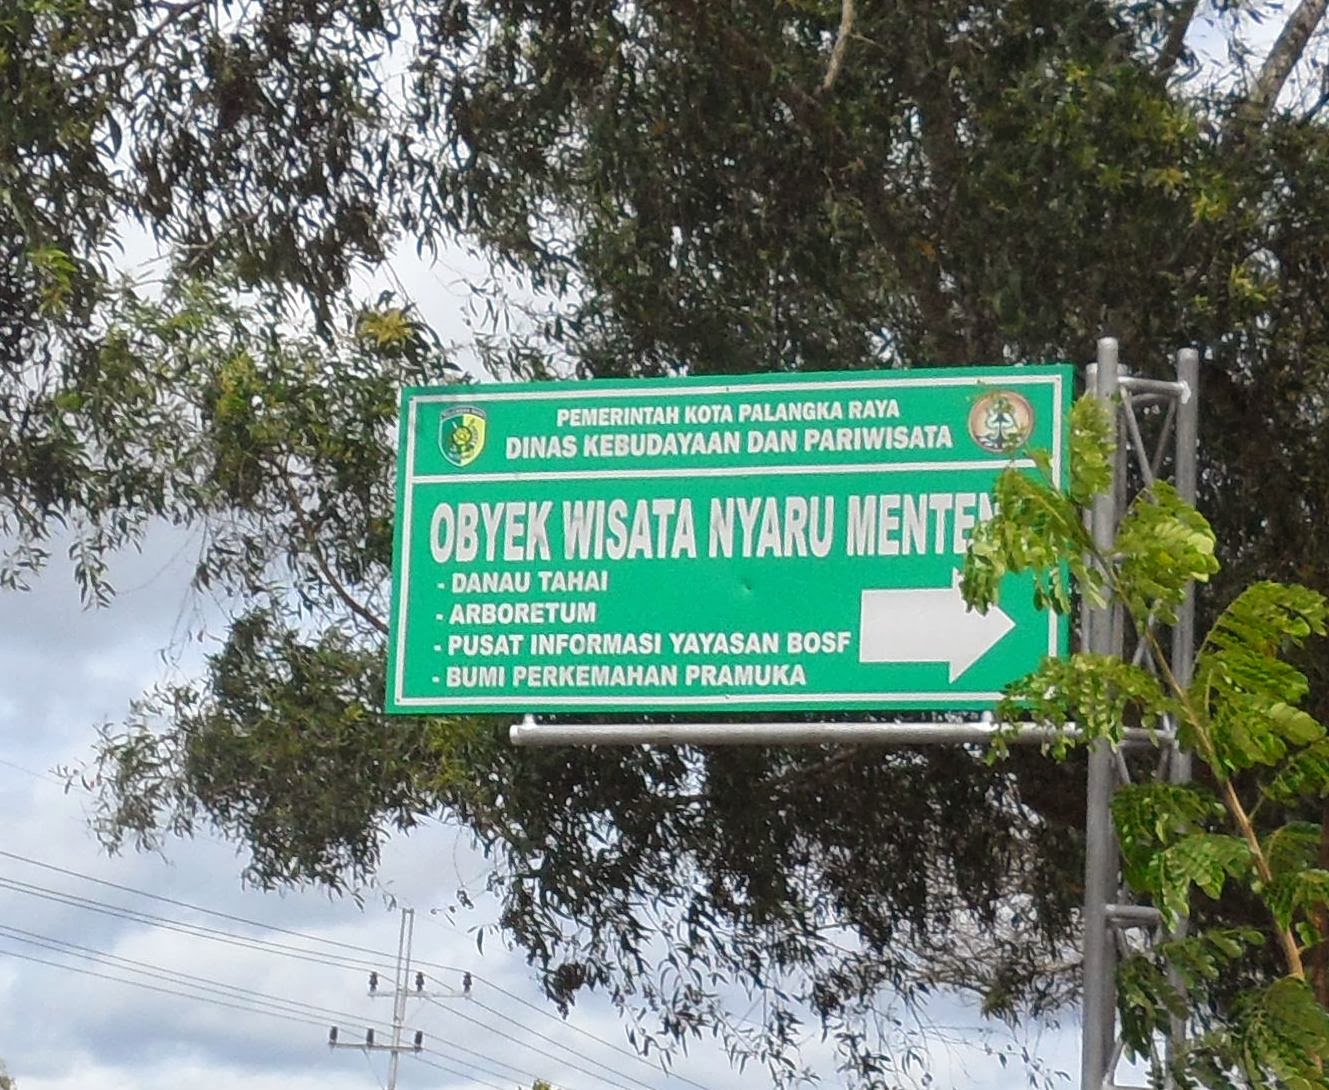 PEMERINTAH KOTA PALANGKA RAYA
DINAS KEBUDAYAAN DAN PARIWISATA
OBYEK WISATA NYARU MENTEN
- DANAU TAHAI
- ARBORETUM
- PUSAT INFORMASI YAYASAN BOSF
- BUMI PERKEMAHAN PRAMUKA